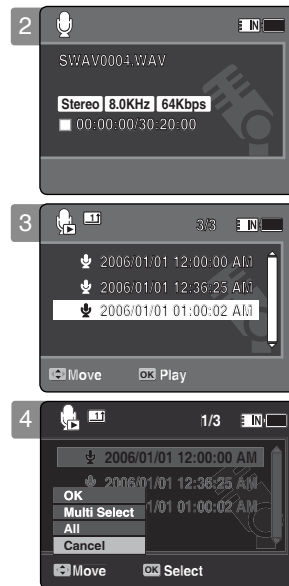 2
IN
SWAV0004.WAV
Stereo 8.0KHz 64Kbps
00:00:00/30:20:00
3
3/3 IN
2006/01/01 12:00:00 AM
2006/01/01 12:36:25 AM
2006/01/01 01:00:02 AM
Move OK Play
4
1/3 IN
2006/01/01 12:00:00 AM
2006/01/01 12:36:25 AM
1/01 01:00:02 AM
OK
Multi Select
All
Cancel
Move OK Select